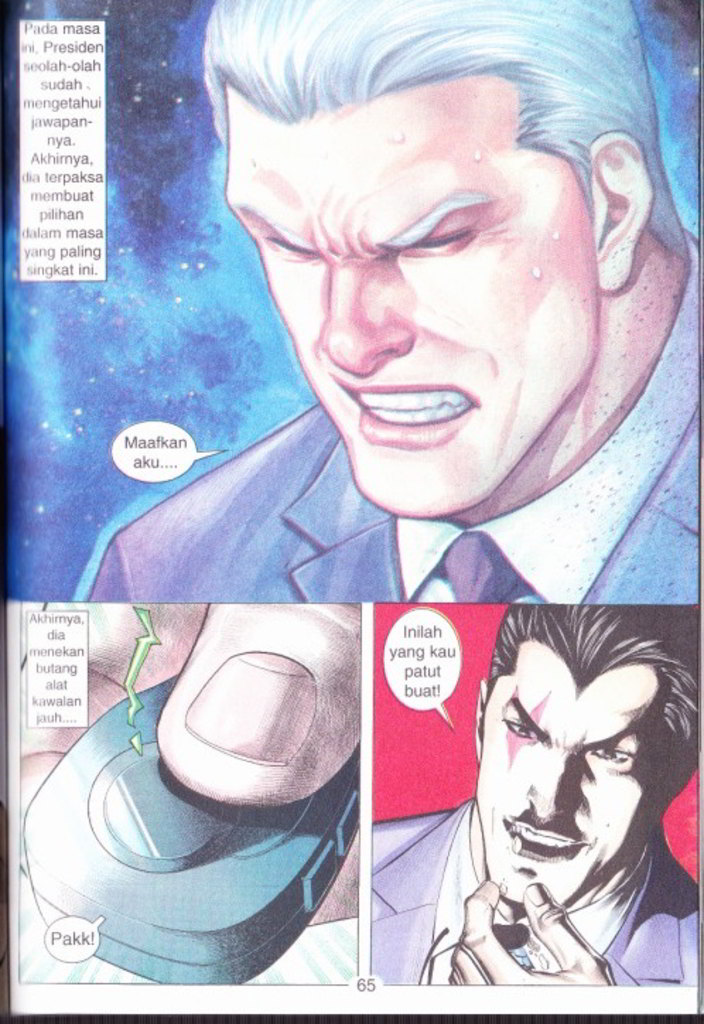 Pada masa
ini, Presiden
seolah-olah
sudah
mengetahui
jawapan-
nya.
Akhirnya,
dia terpaksa
membuat
pilihan
dalam masa
yang paling
singkat ini.
Maafkan
aku....
Akhirnya,
dia
menekan
butang
alat
kawalan
jauh....
Pakk!
Inilah
yang kau
patut
buat!
65